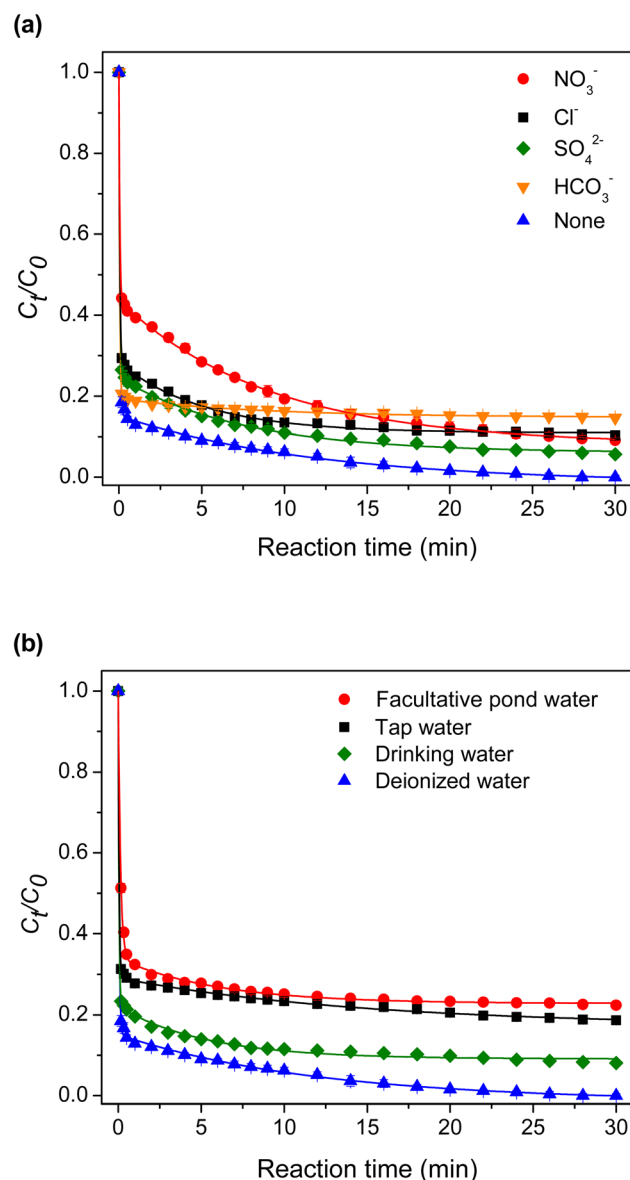 (a)
1.0
0.8
0.6
0.4
0.2
0.0
Cₜ/C₀
NO₃⁻
Cl⁻
SO₄²⁻
HCO₃⁻
None
0 5 10 15 20 25 30
Reaction time (min)
(b)
1.0
0.8
0.6
0.4
0.2
0.0
Cₜ/C₀
Facultative pond water
Tap water
Drinking water
Deionized water
0 5 10 15 20 25 30
Reaction time (min)